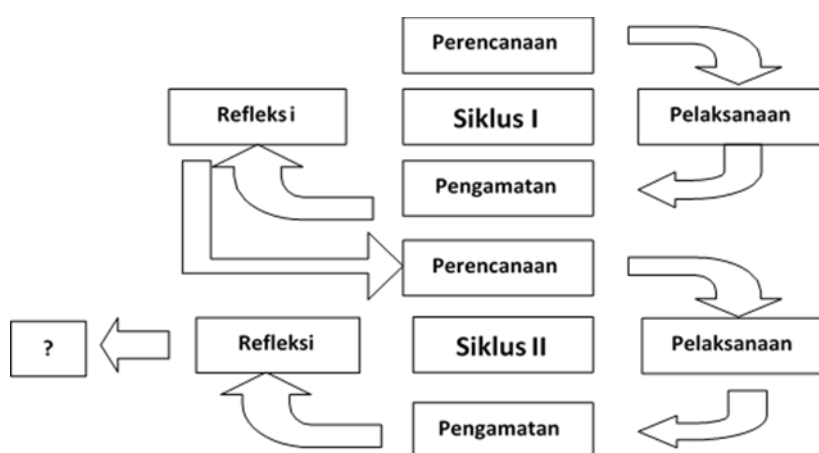 Perencanaan
Refleksi
Siklus I
Pelaksanaan
Pengamatan
Perencanaan
?
Refleksi
Siklus II
Pelaksanaan
Pengamatan